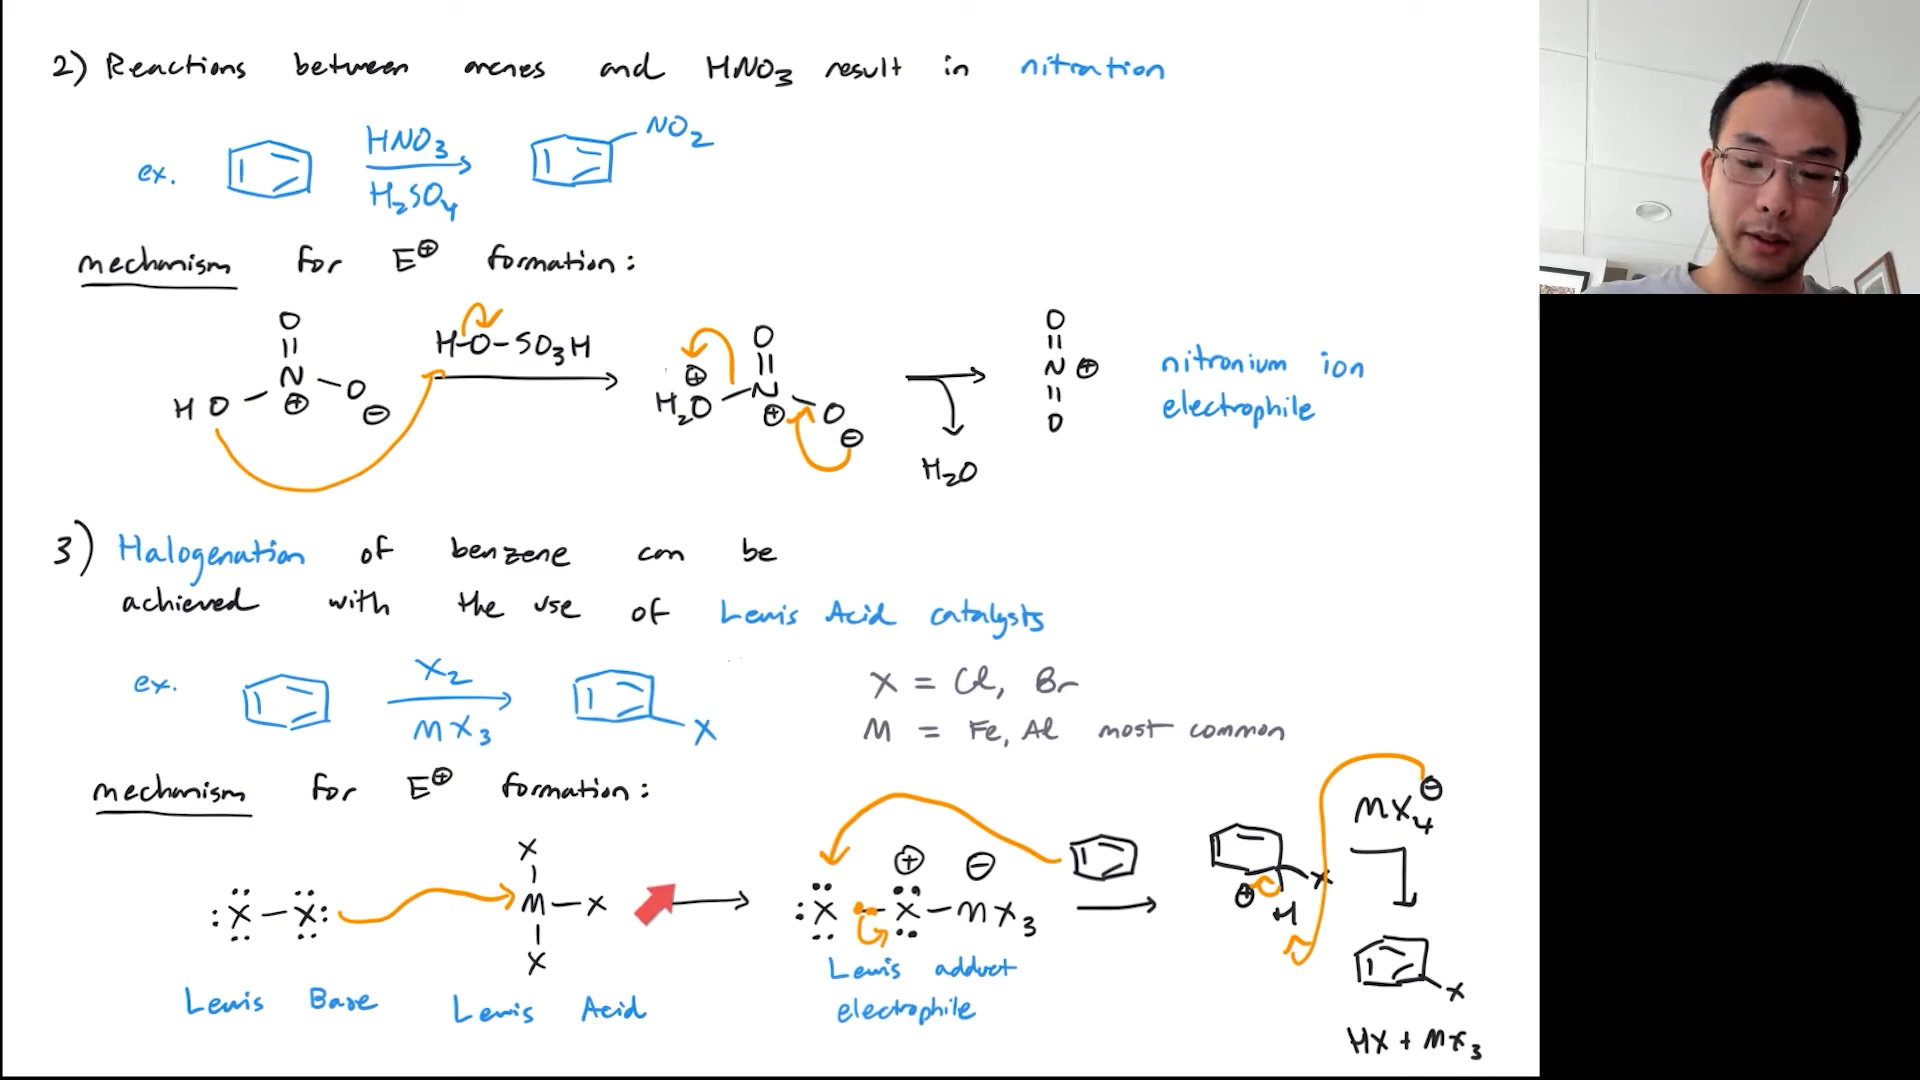 2) Reactions between arenes and HNO3 result in nitration
ex. HNO3 NO2
H2SO4
mechanism for E⊕ formation:
O O O
H-O-SO3H
HO N ⊕ O ⊖ H2O ⊕ N ⊕ O ⊖ N ⊕ nitronium ion
O electrophile
H2O
3) Halogenation of benzene can be
achieved with the use of Lewis Acid catalysts
ex. X2 X = Cl, Br
MX3 X M = Fe, Al most common
mechanism for E⊕ formation: MX4 ⊖
X ⊕ ⊖ X
:X – X: M – X :X – X – MX3 ⊕ H
X Lewis adduct
Lewis Base Lewis Acid electrophile X
HX + MX3